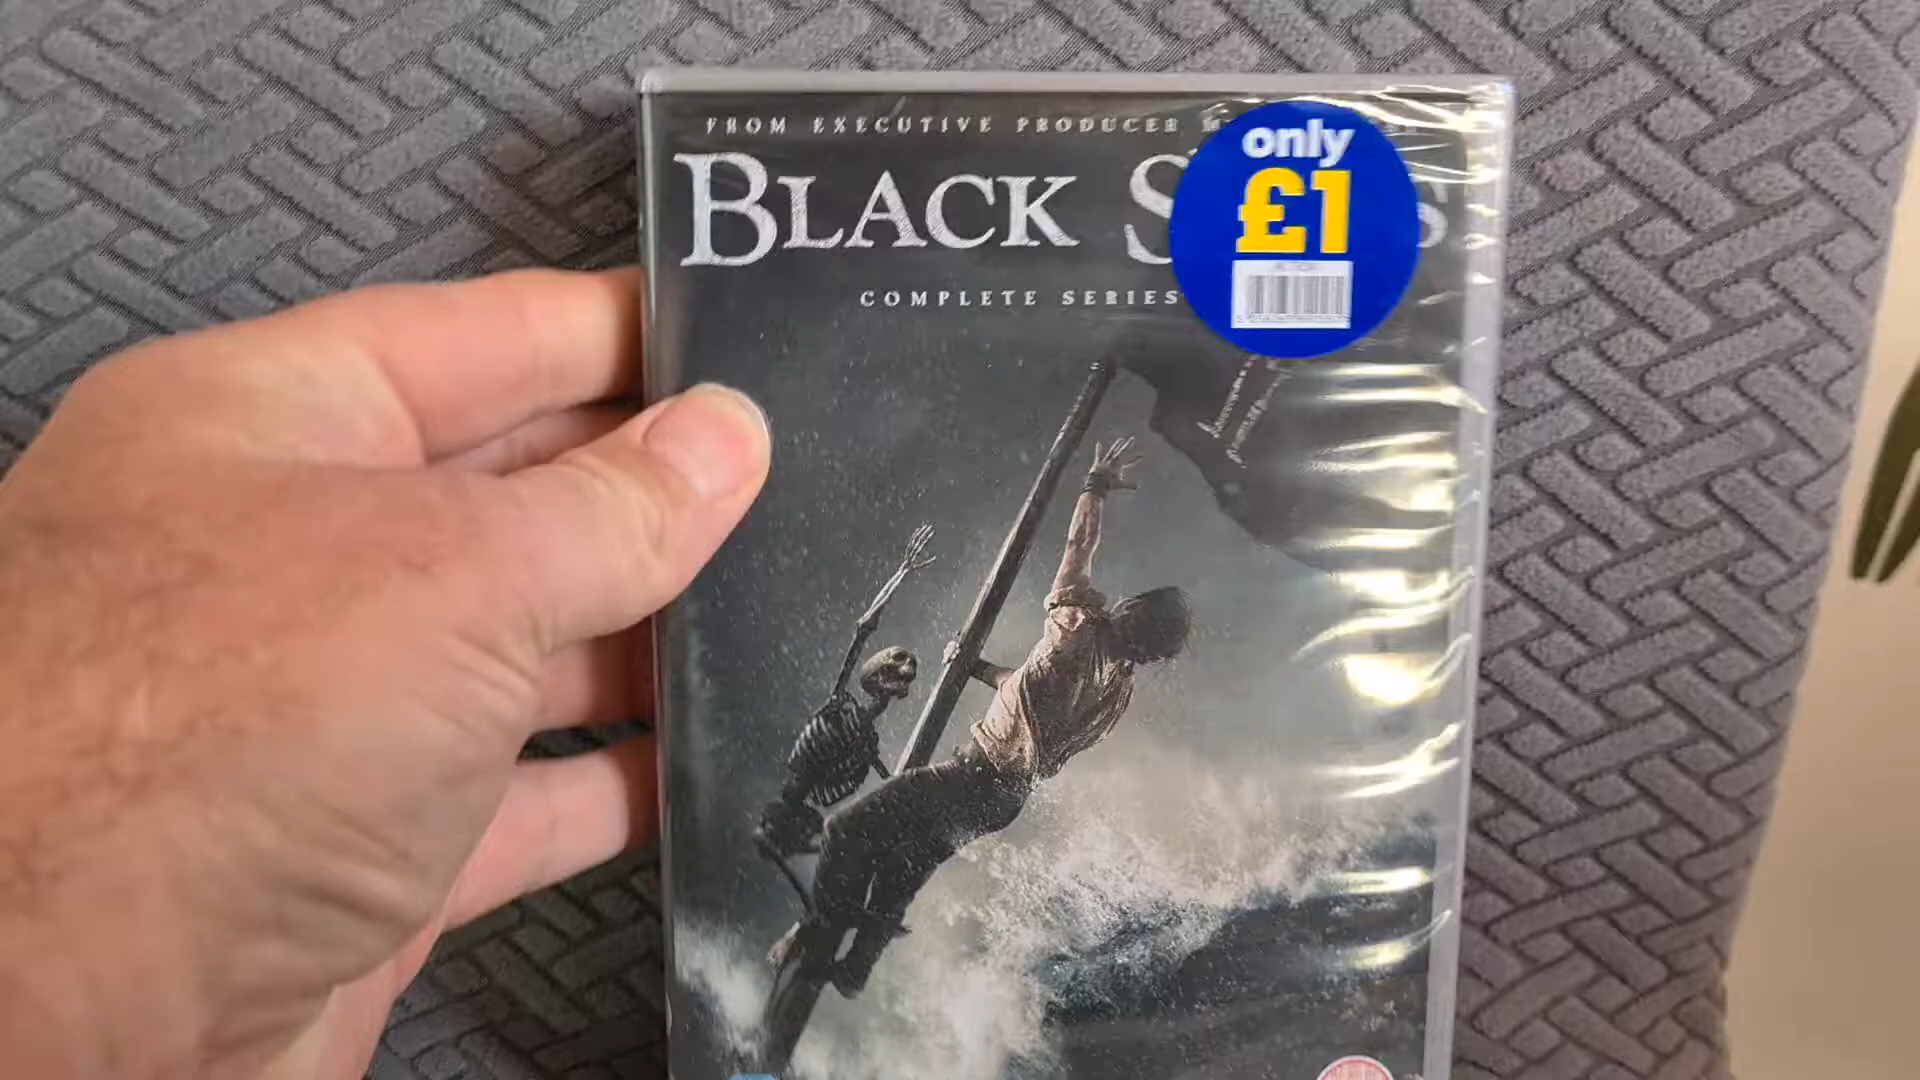 FROM EXECUTIVE PRODUCER
only
£1
BLACK
COMPLETE SERIES